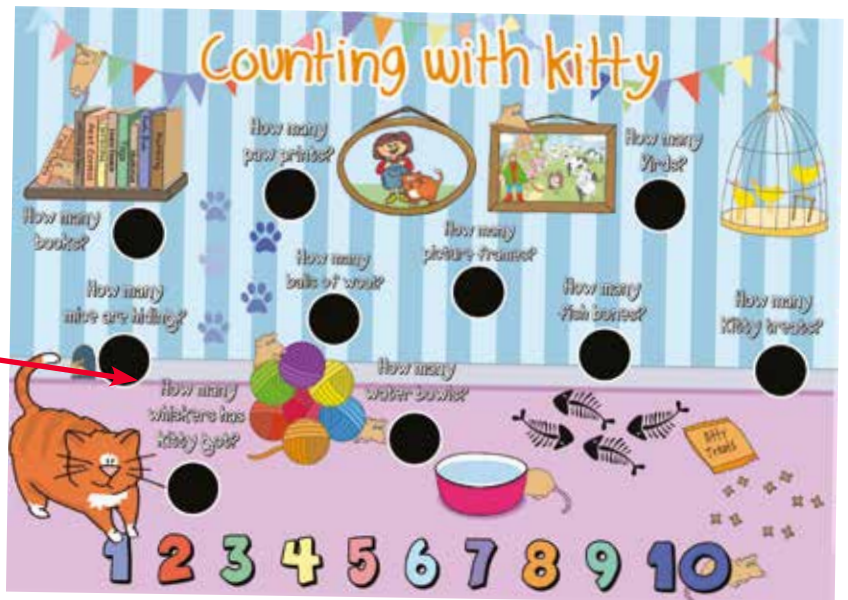 Counting with kitty
How many
paw prints?
How many
Birds?
How many
books?
How many
picture frames?
How many
balls of wool?
How many
mice are hiding?
How many
fish bones?
How many
Kitty treats?
How many
whiskers has
Kitty got?
How many
water bowls?
Kitty
Treats
1 2 3 4 5 6 7 8 9 10